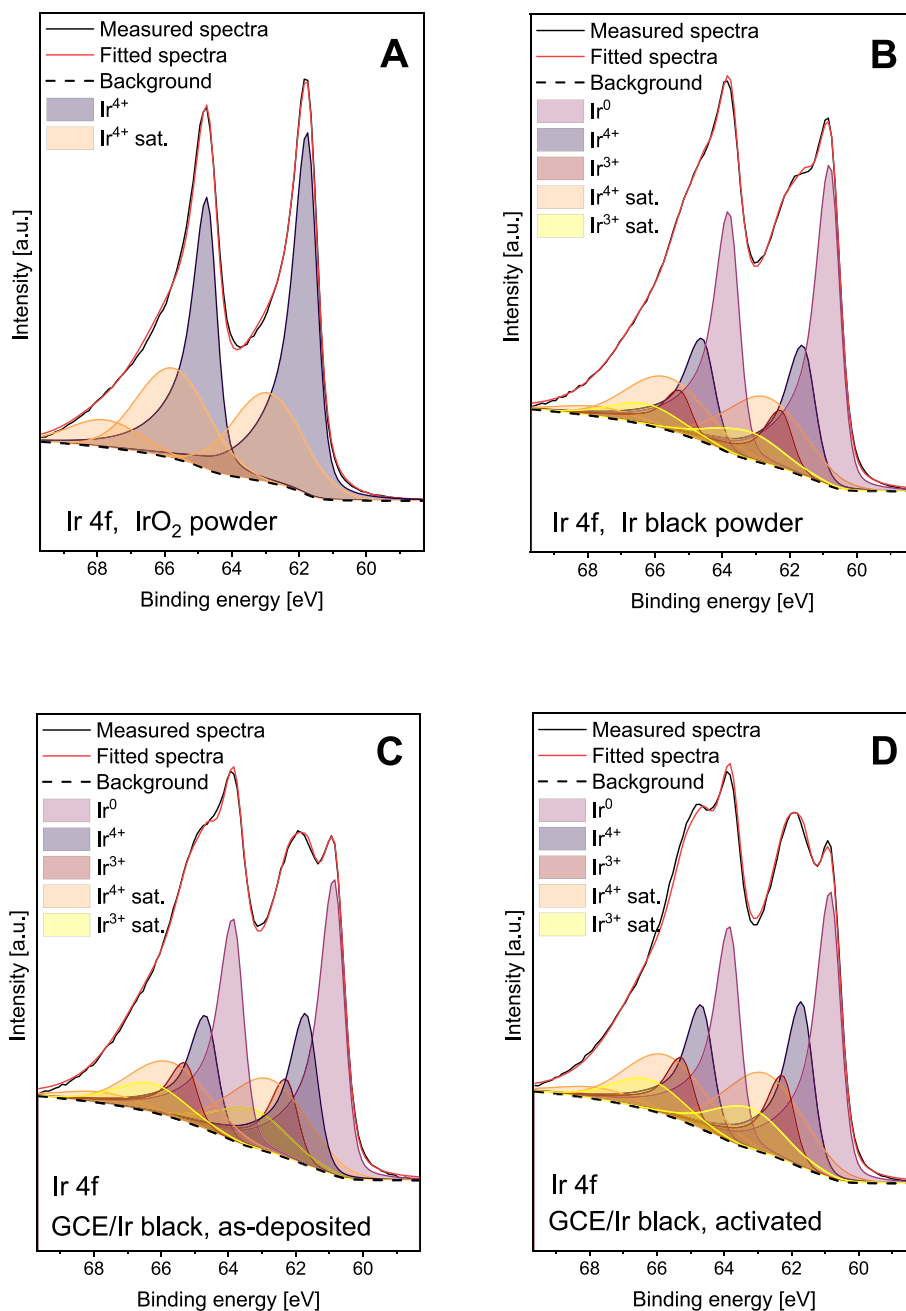 A
Measured spectra
Fitted spectra
Background
Ir⁴⁺
Ir⁴⁺ sat.
Intensity [a.u.]
Ir 4f, IrO₂ powder
68 66 64 62 60
Binding energy [eV]
B
Measured spectra
Fitted spectra
Background
Ir⁰
Ir⁴⁺
Ir³⁺
Ir⁴⁺ sat.
Ir³⁺ sat.
Intensity [a.u.]
Ir 4f, Ir black powder
68 66 64 62 60
Binding energy [eV]
C
Measured spectra
Fitted spectra
Background
Ir⁰
Ir⁴⁺
Ir³⁺
Ir⁴⁺ sat.
Ir³⁺ sat.
Intensity [a.u.]
Ir 4f
GCE/Ir black, as-deposited
68 66 64 62 60
Binding energy [eV]
D
Measured spectra
Fitted spectra
Background
Ir⁰
Ir⁴⁺
Ir³⁺
Ir⁴⁺ sat.
Ir³⁺ sat.
Intensity [a.u.]
Ir 4f
GCE/Ir black, activated
68 66 64 62 60
Binding energy [eV]